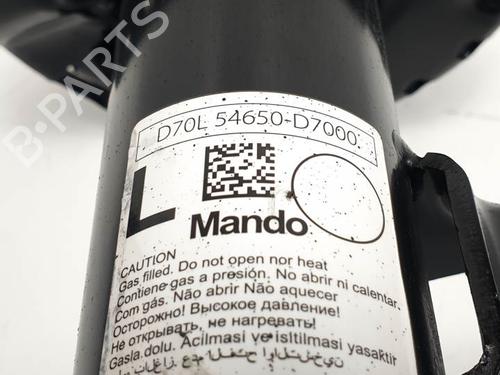 B-PARTS
D70L 54650-D7000
L
Mando
CAUTION
Gas filled. Do not open nor heat
Contiene gas a presión. No abrir ni calentar.
Com gás. Não abrir Não aquecer
Осторожно! Высокое давление!
Не открывать, не нагревать!
Gasla.dolu. Acilmasi ve isitilmasi yasaktir